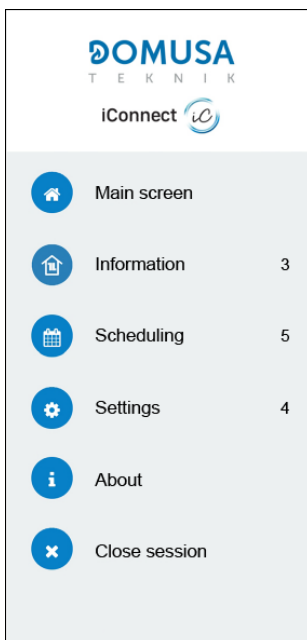 DOMUSA
TEKNIK
iConnect iC
Main screen
Information 3
Scheduling 5
Settings 4
i About
Close session